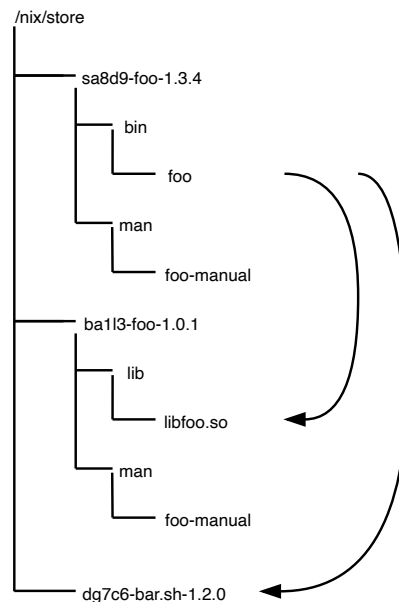 /nix/store
sa8d9-foo-1.3.4
bin
foo
man
foo-manual
ba1l3-foo-1.0.1
lib
libfoo.so
man
foo-manual
dg7c6-bar.sh-1.2.0